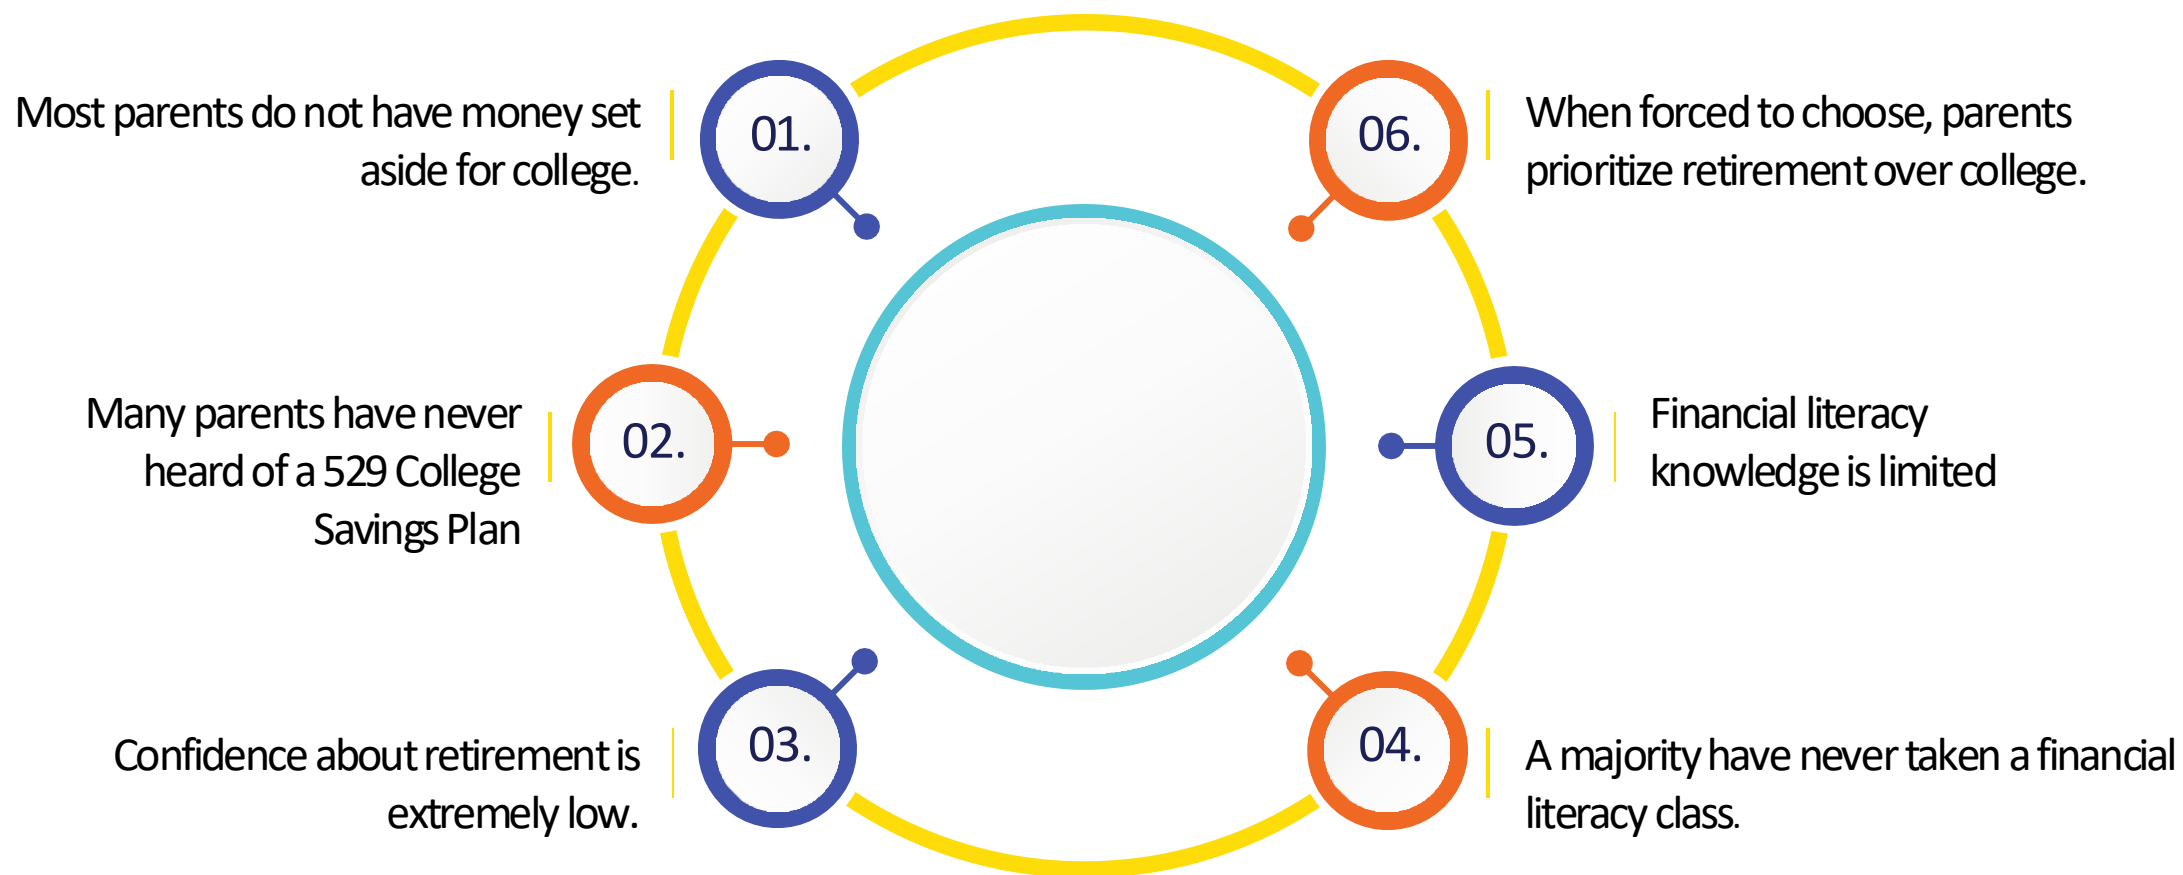 01.
Most parents do not have money set
aside for college.
02.
Many parents have never
heard of a 529 College
Savings Plan
03.
Confidence about retirement is
extremely low.
04.
A majority have never taken a financial
literacy class.
05.
Financial literacy
knowledge is limited
06.
When forced to choose, parents
prioritize retirement over college.